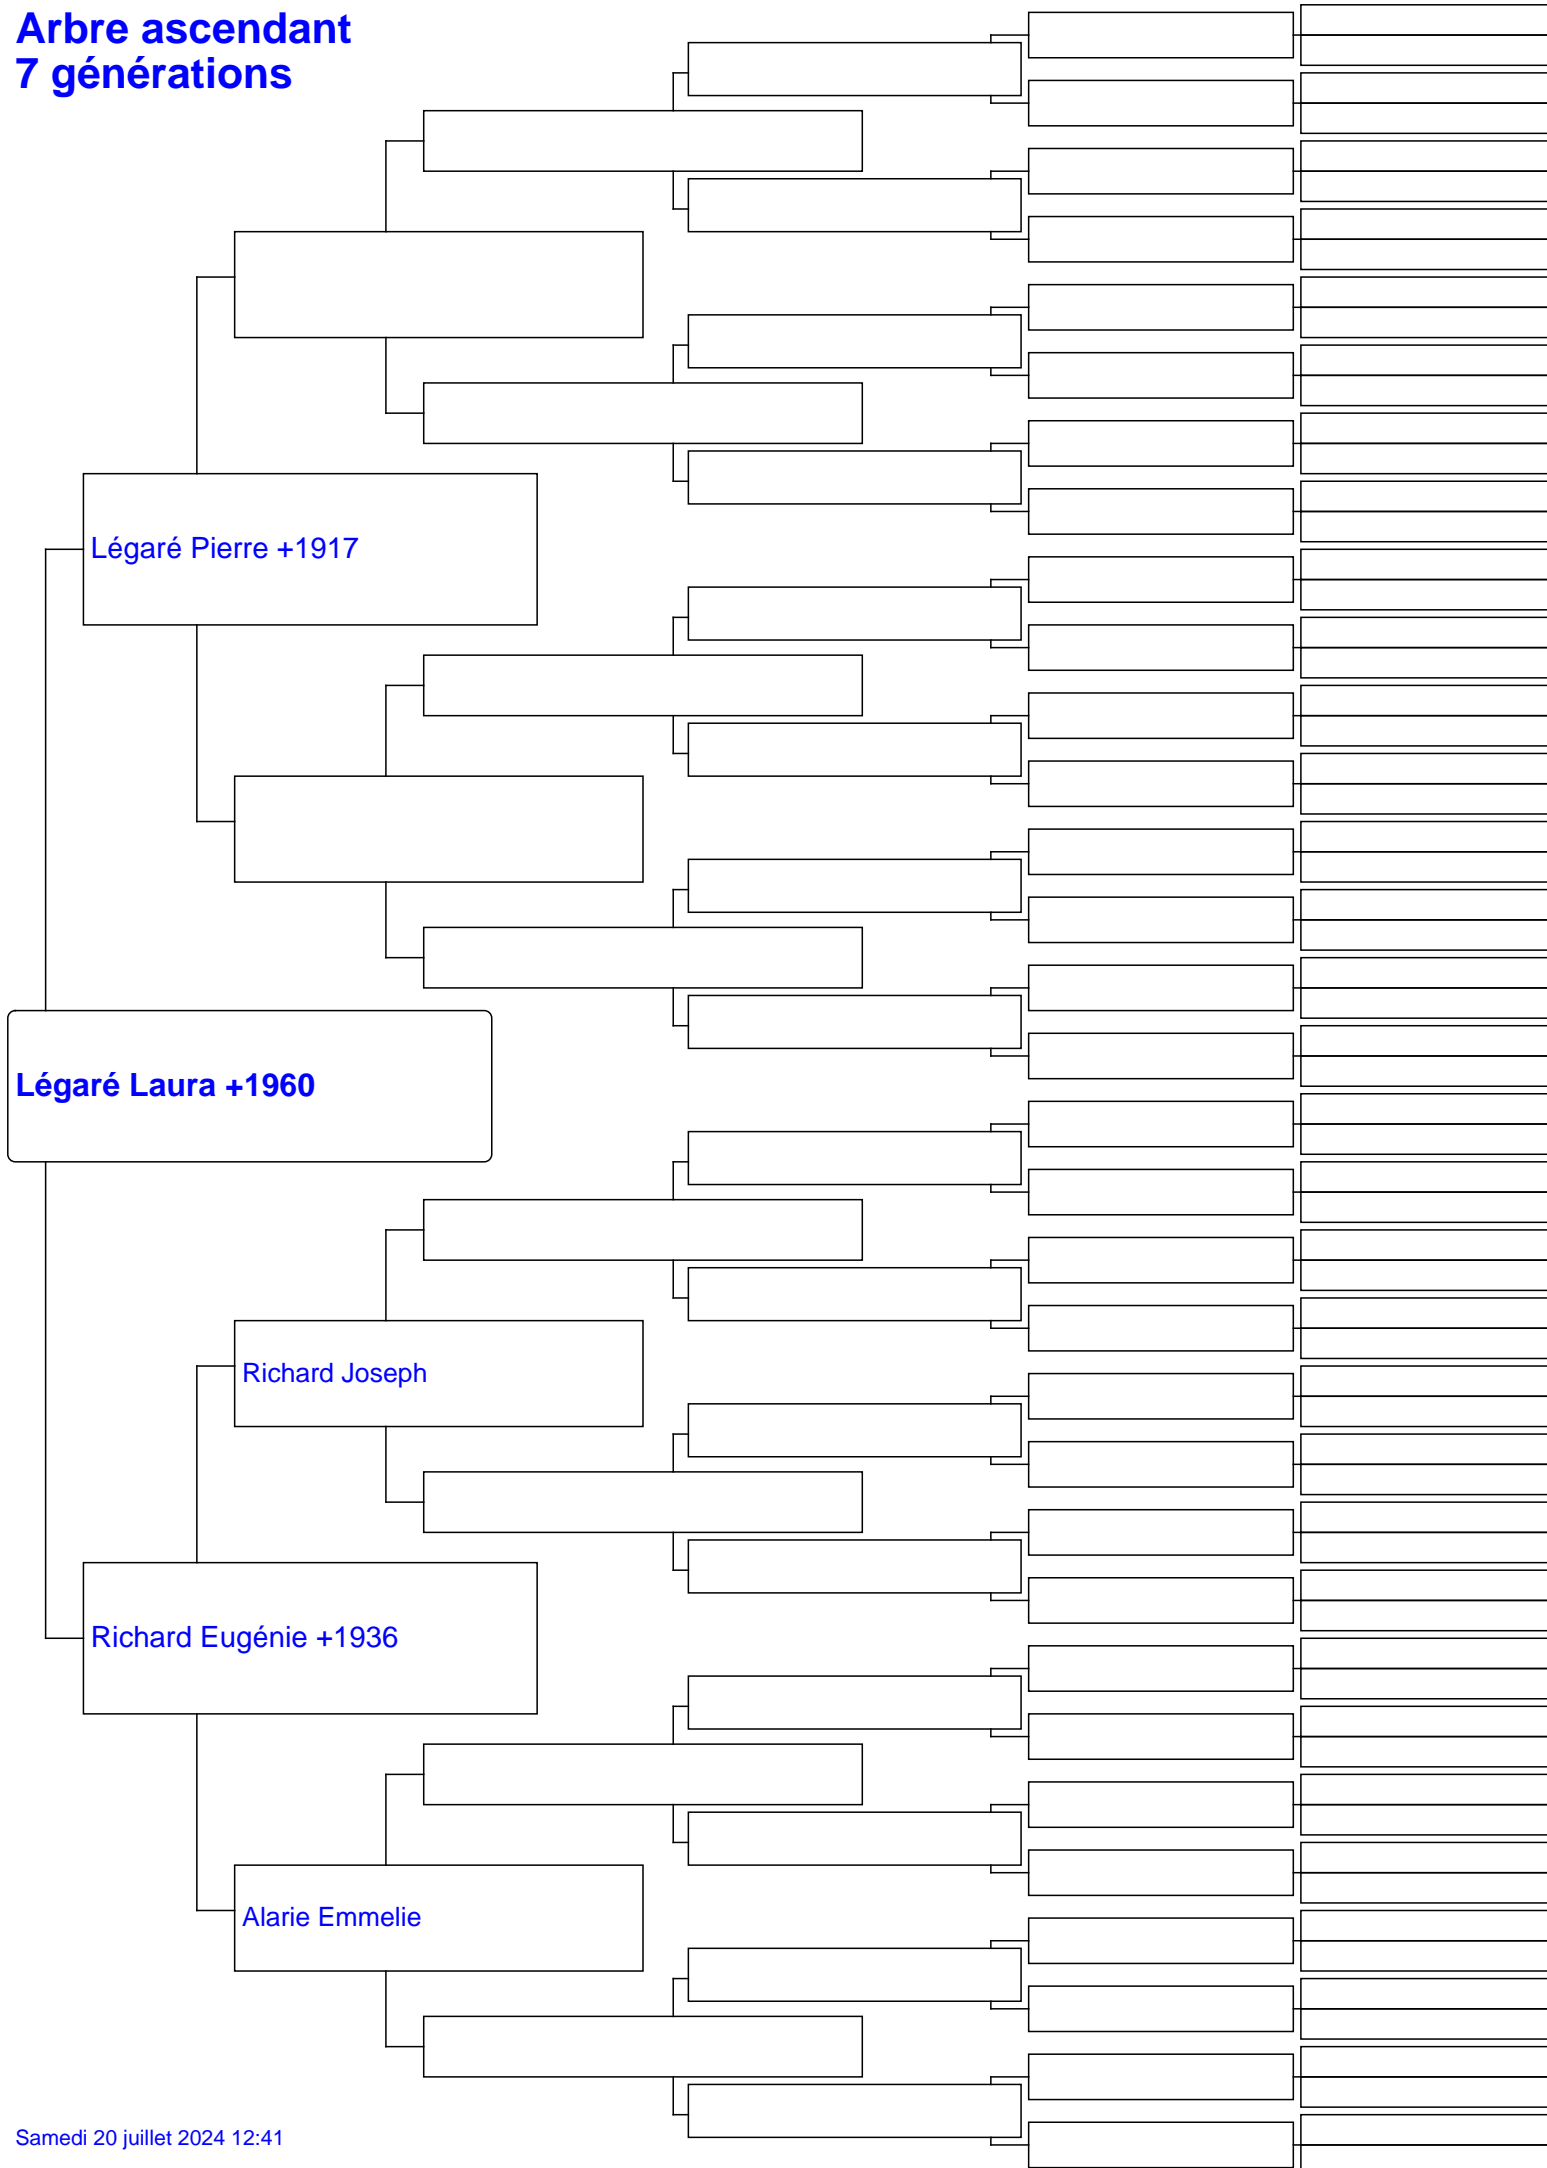 Arbre ascendant
7 générations
Légaré Pierre +1917
Légaré Laura +1960
Richard Joseph
Richard Eugénie +1936
Alarie Emmelie
Samedi 20 juillet 2024 12:41